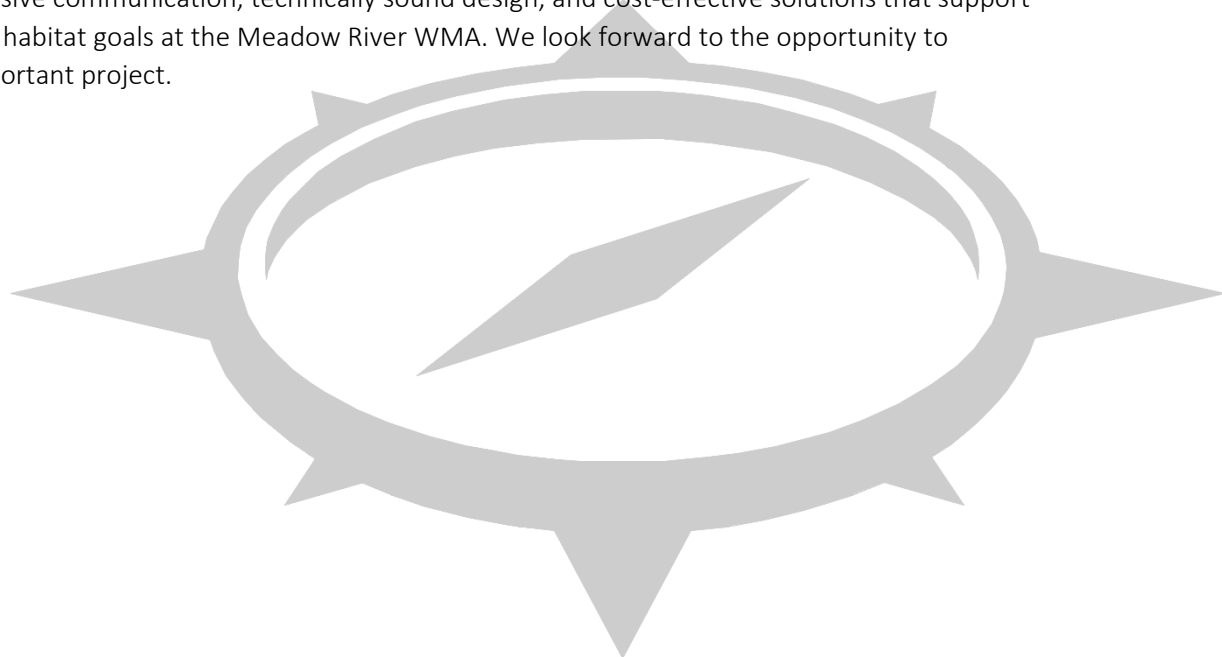 sive communication, technically sound design, and cost-effective solutions that support
habitat goals at the Meadow River WMA. We look forward to the opportunity to
ortant project.